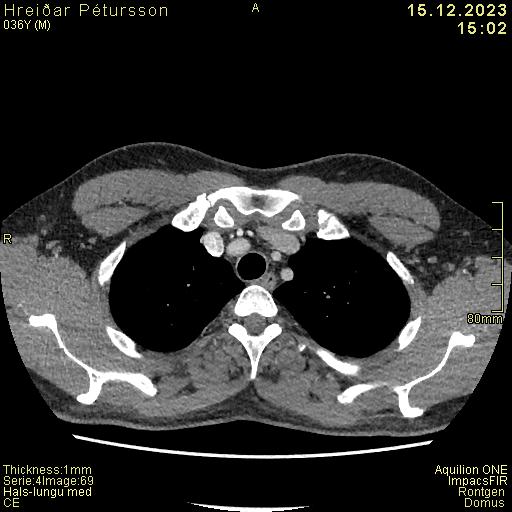 Hreiðar Pétursson
036Y (M)
A
15.12.2023
15:02
R
80mm
Thickness:1mm
Serie:4Image:69
Hals-lungu med
CE
Aquilion ONE
ImpacsFIR
Rontgen
Domus